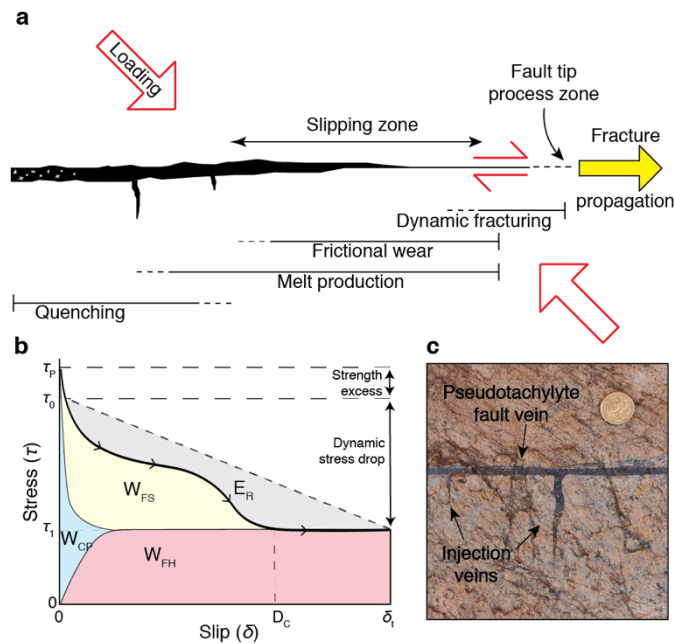 a
Loading
Fault tip
process zone
Slipping zone
Fracture
propagation
Dynamic fracturing
Frictional wear
Melt production
Quenching
b
τP
Strength
excess
τ0
Dynamic
stress drop
Stress (τ)
WFS
ER
τ1
WCP
WFH
0
0
DC
δt
Slip (δ)
c
Pseudotachylyte
fault vein
Injection
veins